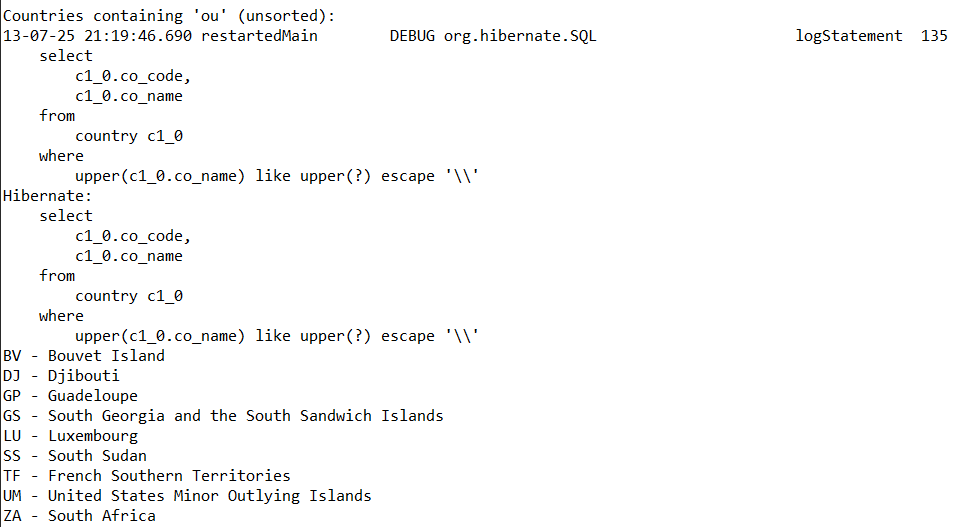 Countries containing 'ou' (unsorted):
13-07-25 21:19:46.690 restartedMain        DEBUG org.hibernate.SQL                      logStatement  135
    select
        c1_0.co_code,
        c1_0.co_name
    from
        country c1_0
    where
        upper(c1_0.co_name) like upper(?) escape '\\'
Hibernate:
    select
        c1_0.co_code,
        c1_0.co_name
    from
        country c1_0
    where
        upper(c1_0.co_name) like upper(?) escape '\\'
BV - Bouvet Island
DJ - Djibouti
GP - Guadeloupe
GS - South Georgia and the South Sandwich Islands
LU - Luxembourg
SS - South Sudan
TF - French Southern Territories
UM - United States Minor Outlying Islands
ZA - South Africa